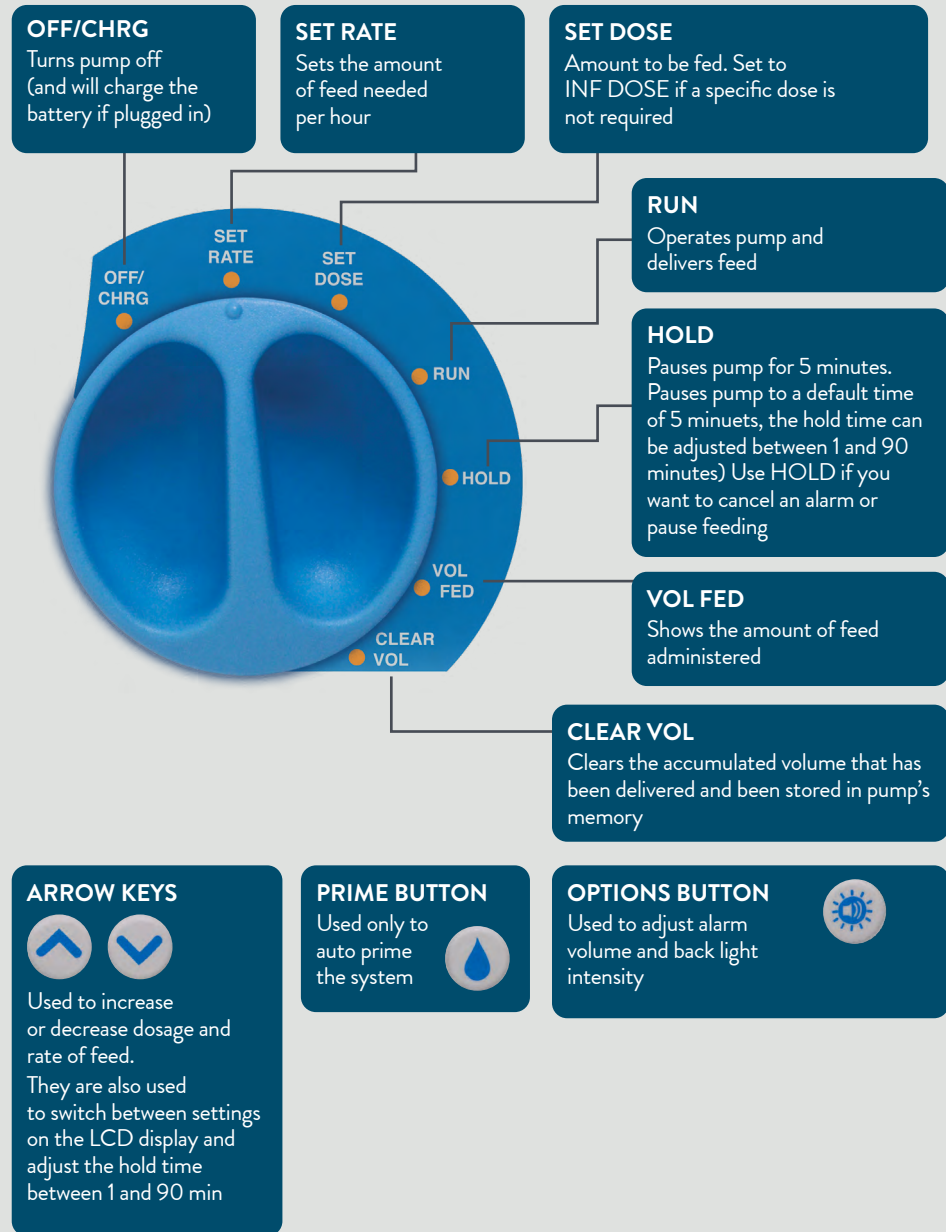 OFF/CHRG
Turns pump off
(and will charge the
battery if plugged in)
SET RATE
Sets the amount
of feed needed
per hour
SET DOSE
Amount to be fed. Set to
INF DOSE if a specific dose is
not required
RUN
Operates pump and
delivers feed
HOLD
Pauses pump for 5 minutes.
Pauses pump to a default time
of 5 minuets, the hold time can
be adjusted between 1 and 90
minutes) Use HOLD if you
want to cancel an alarm or
pause feeding
VOL FED
Shows the amount of feed
administered
CLEAR VOL
Clears the accumulated volume that has
been delivered and been stored in pump's
memory
OFF/
CHRG
SET
RATE
SET
DOSE
RUN
HOLD
VOL
FED
CLEAR
VOL
ARROW KEYS
Used to increase
or decrease dosage and
rate of feed.
They are also used
to switch between settings
on the LCD display and
adjust the hold time
between 1 and 90 min
PRIME BUTTON
Used only to
auto prime
the system
OPTIONS BUTTON
Used to adjust alarm
volume and back light
intensity